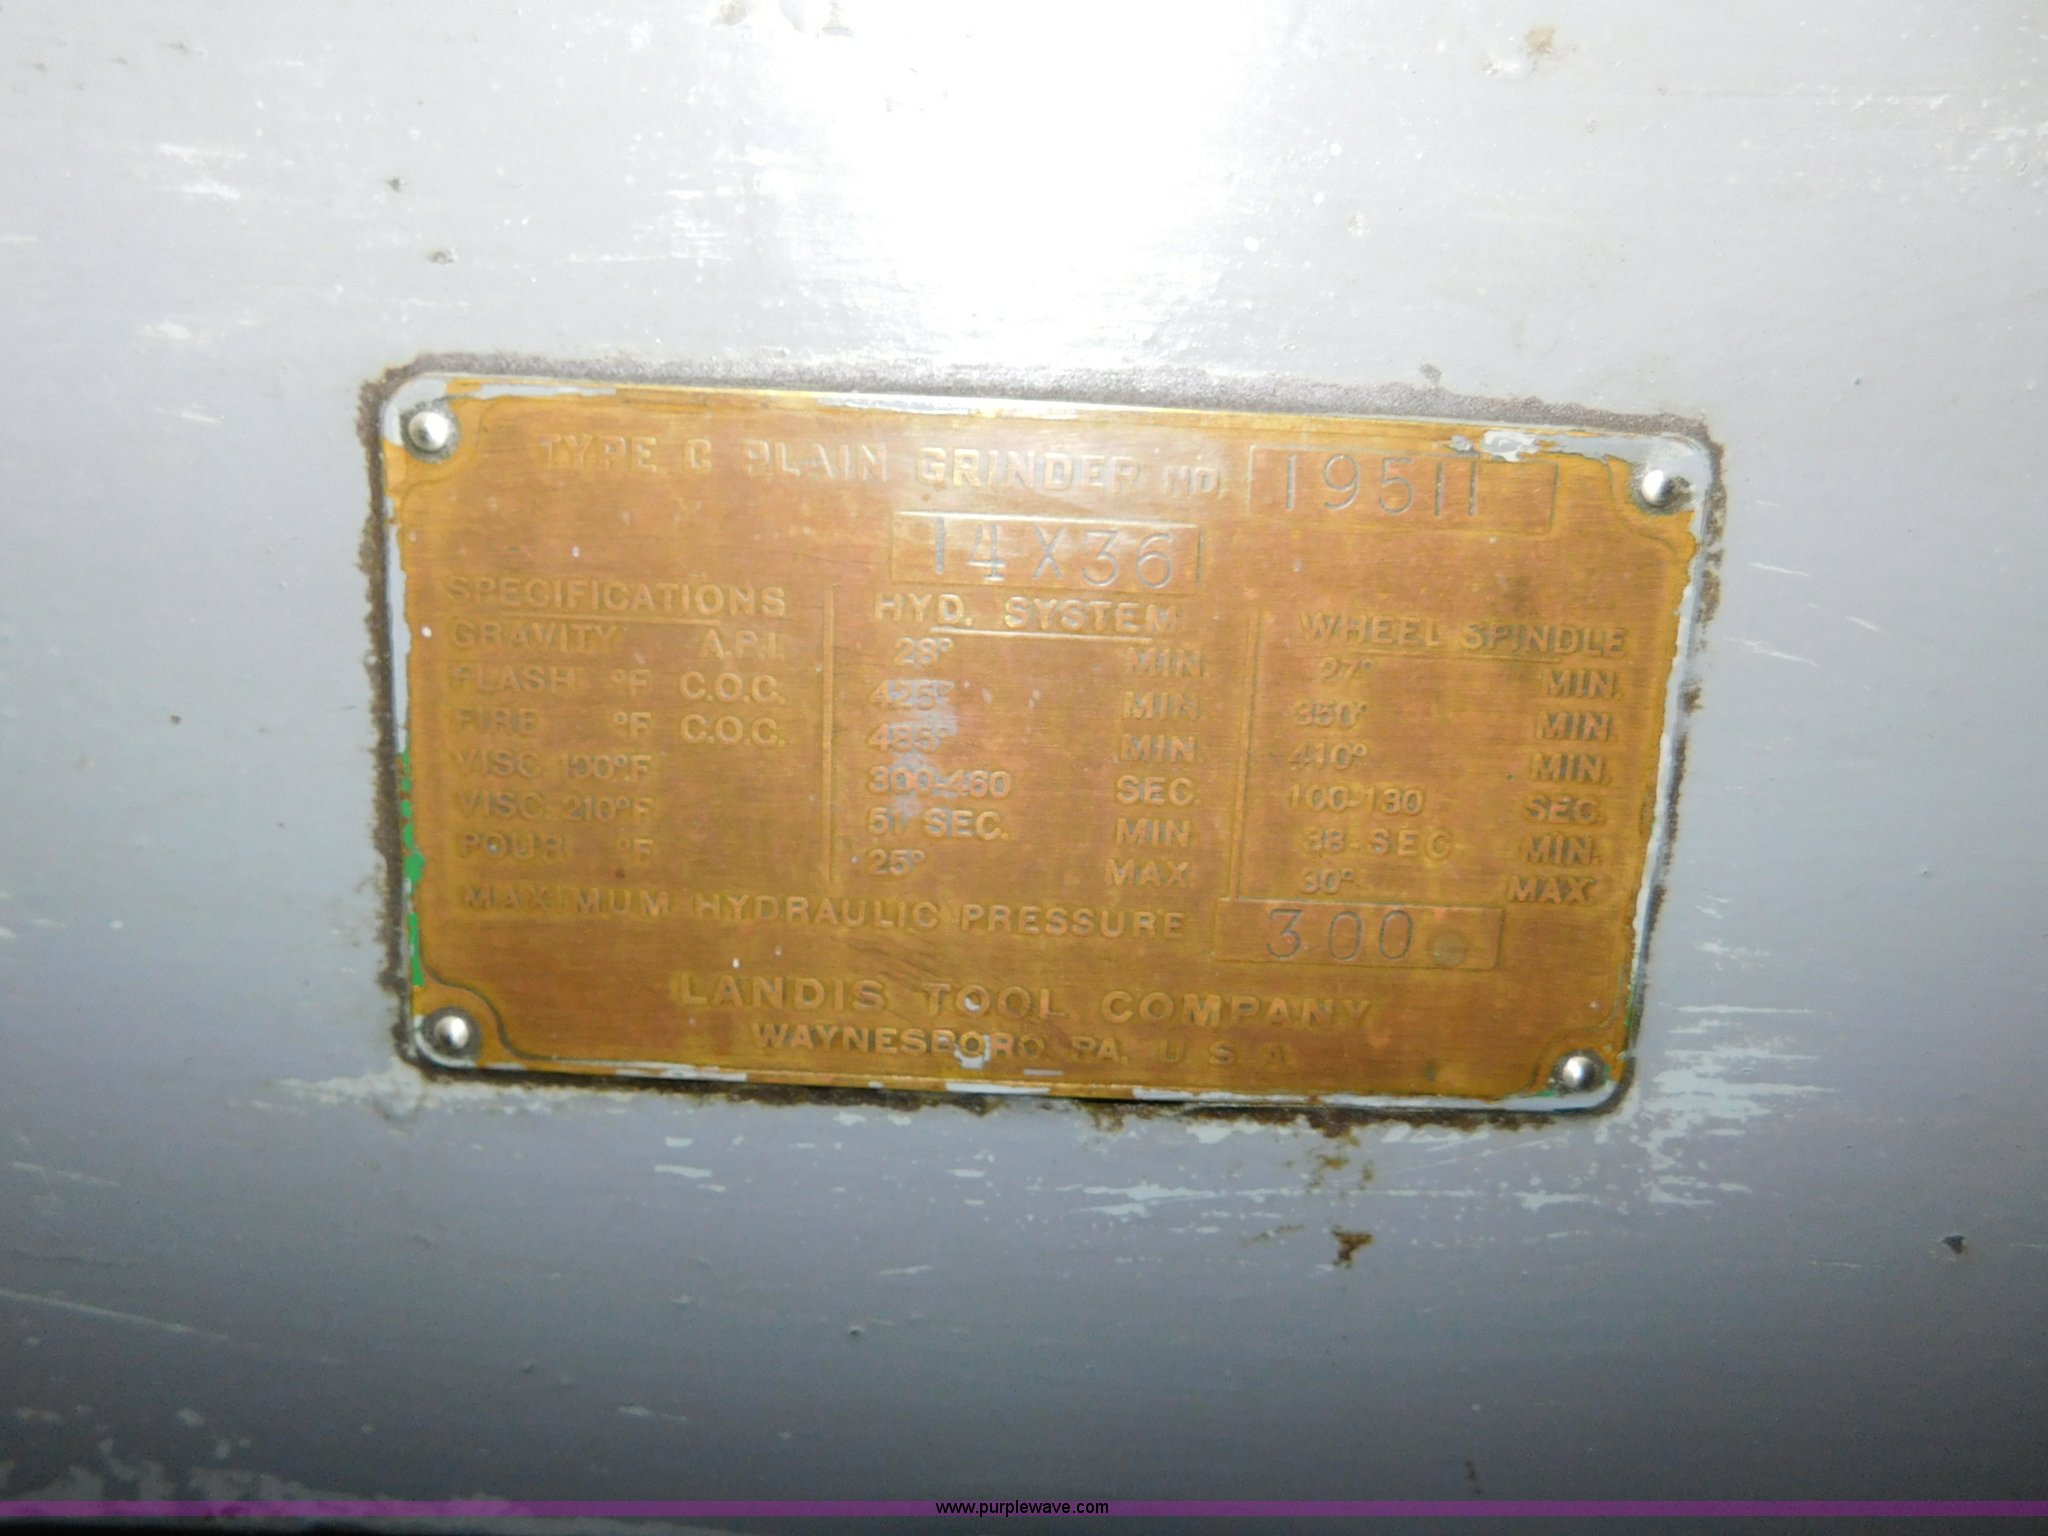 TYPE C PLAIN GRINDER NO. 19511
14X36
SPECIFICATIONS HYD. SYSTEM WHEEL SPINDLE
GRAVITY A.P.I. 28° MIN. 27° MIN.
FLASH °F C.O.C. 425° MIN. 350° MIN.
FIRE °F C.O.C. 485° MIN. 410° MIN.
VISC. 100°F 300-460 SEC. 100-130 SEC.
VISC. 210°F 51 SEC. MIN. 38-SEC. MIN.
POUR °F 25° MAX. 30° MAX.
MAXIMUM HYDRAULIC PRESSURE 300
LANDIS TOOL COMPANY
WAYNESBORO, PA. U.S.A.
www.purplewave.com